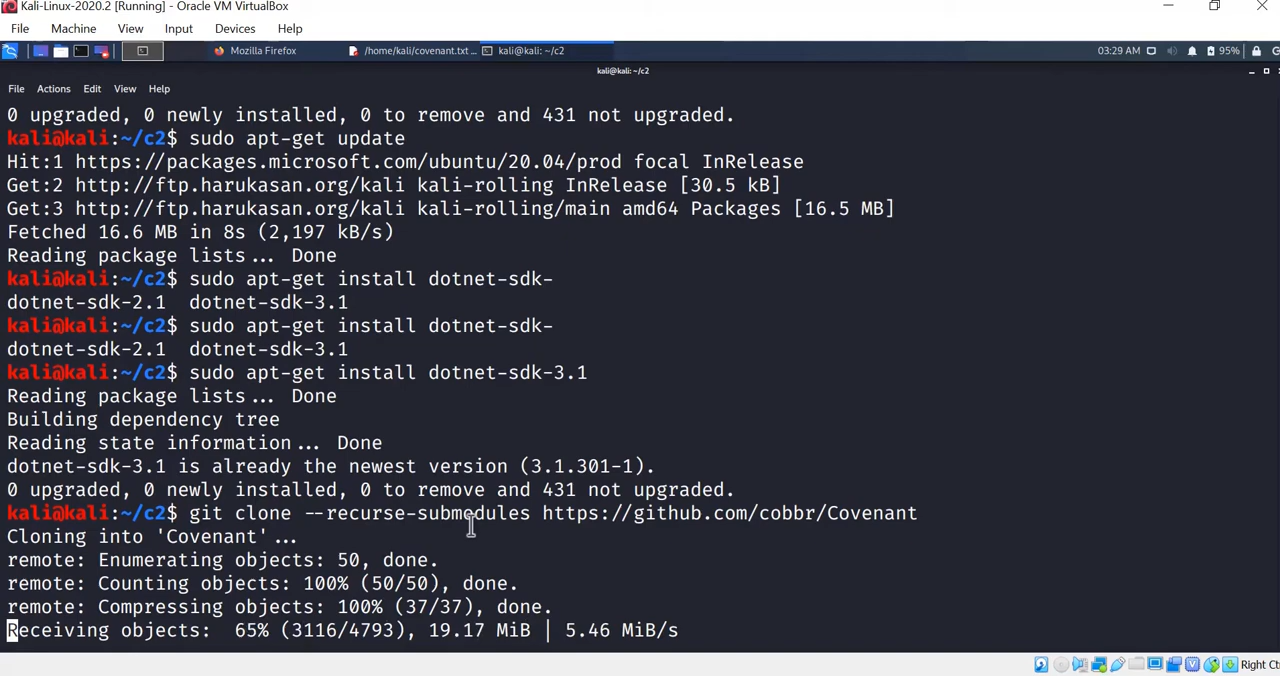 Kali-Linux-2020.2 [Running] - Oracle VM VirtualBox
File Machine View Input Devices Help
Mozilla Firefox /home/kali/covenant.txt ... kali@kali: ~/c2 03:29 AM 95%
kali@kali: ~/c2
File Actions Edit View Help
0 upgraded, 0 newly installed, 0 to remove and 431 not upgraded.
kali@kali:~/c2$ sudo apt-get update
Hit:1 https://packages.microsoft.com/ubuntu/20.04/prod focal InRelease
Get:2 http://ftp.harukasan.org/kali kali-rolling InRelease [30.5 kB]
Get:3 http://ftp.harukasan.org/kali kali-rolling/main amd64 Packages [16.5 MB]
Fetched 16.6 MB in 8s (2,197 kB/s)
Reading package lists... Done
kali@kali:~/c2$ sudo apt-get install dotnet-sdk-
dotnet-sdk-2.1 dotnet-sdk-3.1
kali@kali:~/c2$ sudo apt-get install dotnet-sdk-
dotnet-sdk-2.1 dotnet-sdk-3.1
kali@kali:~/c2$ sudo apt-get install dotnet-sdk-3.1
Reading package lists... Done
Building dependency tree
Reading state information... Done
dotnet-sdk-3.1 is already the newest version (3.1.301-1).
0 upgraded, 0 newly installed, 0 to remove and 431 not upgraded.
kali@kali:~/c2$ git clone --recurse-submodules https://github.com/cobbr/Covenant
Cloning into 'Covenant'...
remote: Enumerating objects: 50, done.
remote: Counting objects: 100% (50/50), done.
remote: Compressing objects: 100% (37/37), done.
Receiving objects: 65% (3116/4793), 19.17 MiB | 5.46 MiB/s
Right Ct